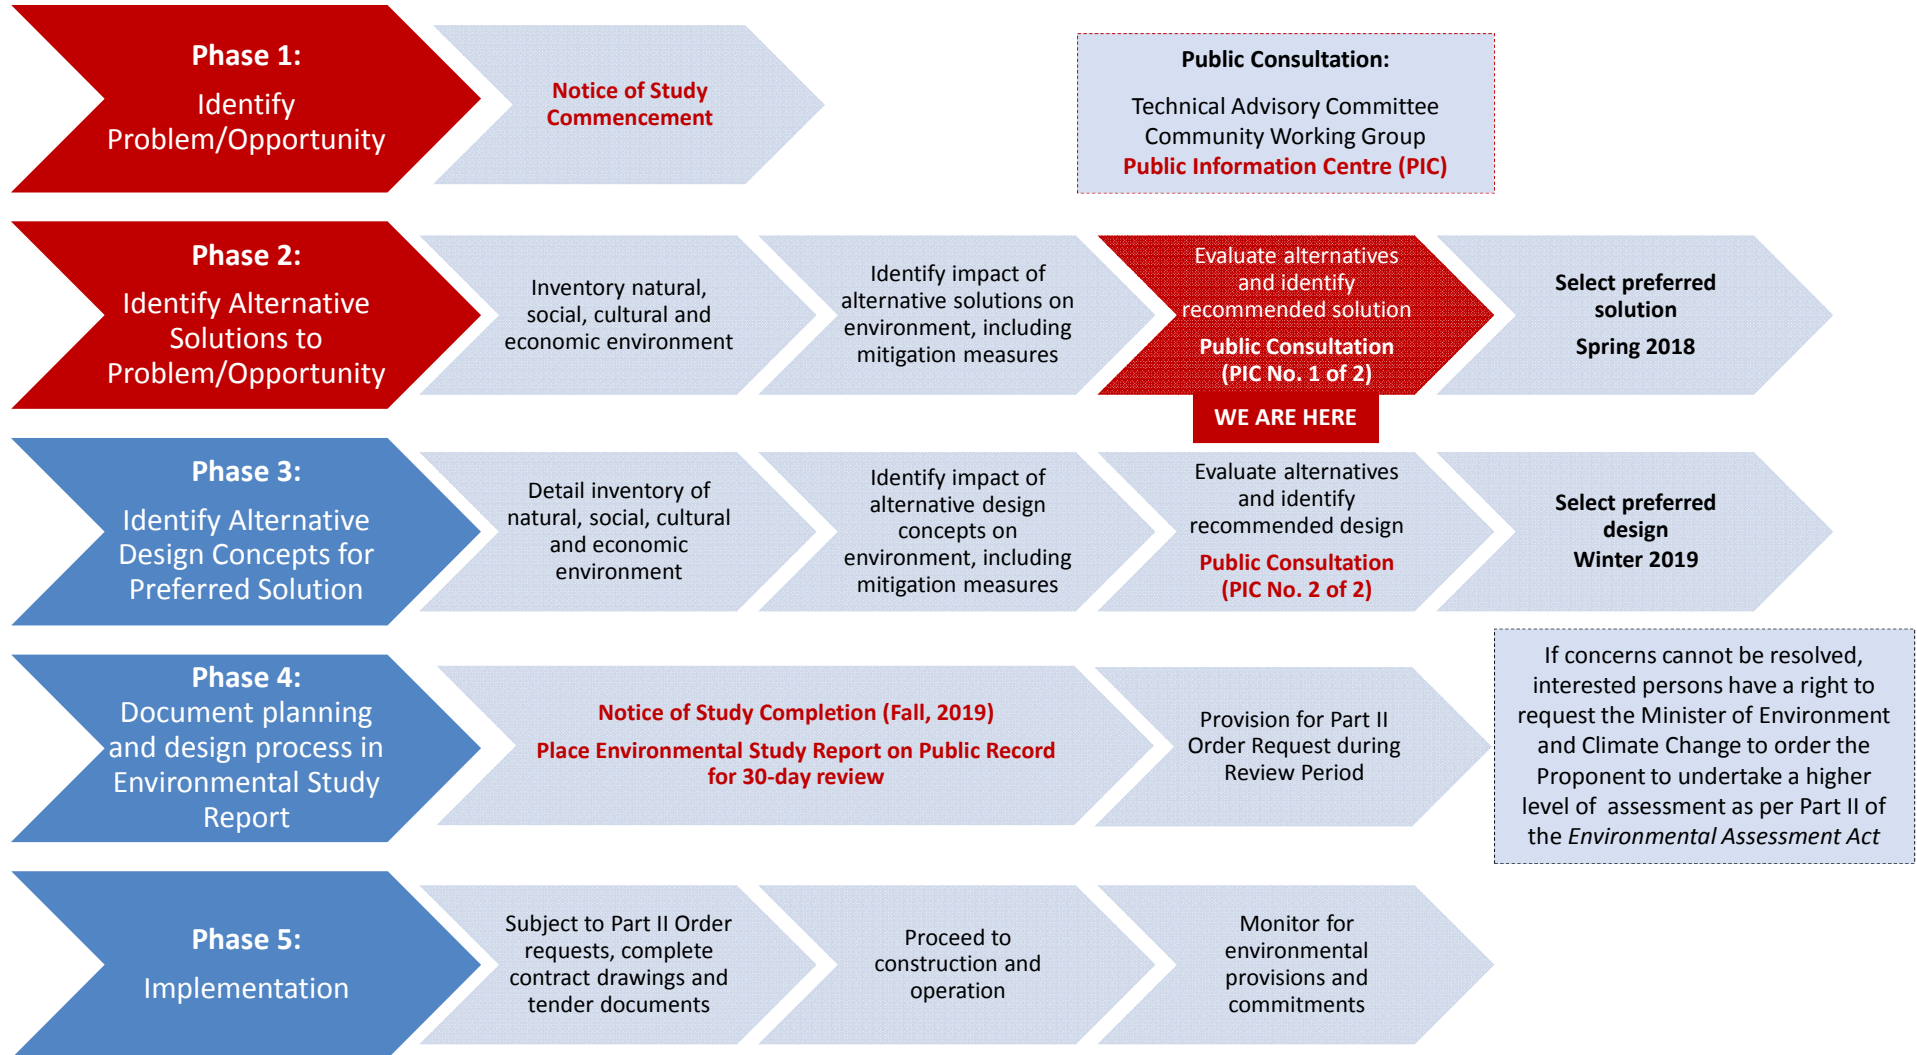 Phase 1:
Identify
Problem/Opportunity
Notice of Study
Commencement
Public Consultation:
Technical Advisory Committee
Community Working Group
Public Information Centre (PIC)
Phase 2:
Identify Alternative
Solutions to
Problem/Opportunity
Inventory natural,
social, cultural and
economic environment
Identify impact of
alternative solutions on
environment, including
mitigation measures
Evaluate alternatives
and identify
recommended solution
Public Consultation
(PIC No. 1 of 2)
WE ARE HERE
Select preferred
solution
Spring 2018
Phase 3:
Identify Alternative
Design Concepts for
Preferred Solution
Detail inventory of
natural, social, cultural
and economic
environment
Identify impact of
alternative design
concepts on
environment, including
mitigation measures
Evaluate alternatives
and identify
recommended design
Public Consultation
(PIC No. 2 of 2)
Select preferred
design
Winter 2019
Phase 4:
Document planning
and design process in
Environmental Study
Report
Notice of Study Completion (Fall, 2019)
Place Environmental Study Report on Public Record
for 30-day review
Provision for Part II
Order Request during
Review Period
If concerns cannot be resolved,
interested persons have a right to
request the Minister of Environment
and Climate Change to order the
Proponent to undertake a higher
level of assessment as per Part II of
the Environmental Assessment Act
Phase 5:
Implementation
Subject to Part II Order
requests, complete
contract drawings and
tender documents
Proceed to
construction and
operation
Monitor for
environmental
provisions and
commitments